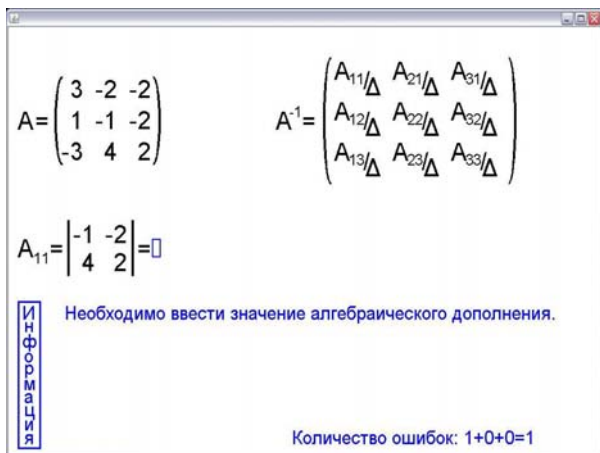 A = ( 3 -2 -2
1 -1 -2
-3 4 2 )
A⁻¹ = ( A₁₁/Δ A₂₁/Δ A₃₁/Δ
A₁₂/Δ A₂₂/Δ A₃₂/Δ
A₁₃/Δ A₂₃/Δ A₃₃/Δ )
A₁₁ = | -1 -2
4 2 | = ▯
Информация
Необходимо ввести значение алгебраического дополнения.
Количество ошибок: 1+0+0=1